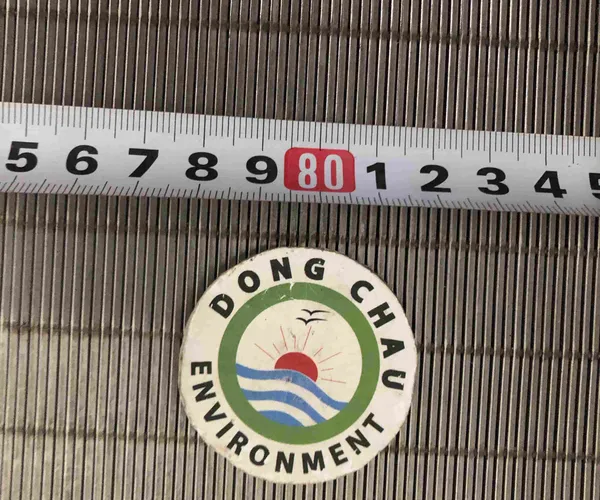 5 6 7 8 9 80 1 2 3 4 5
DONG CHAU
ENVIRONMENT